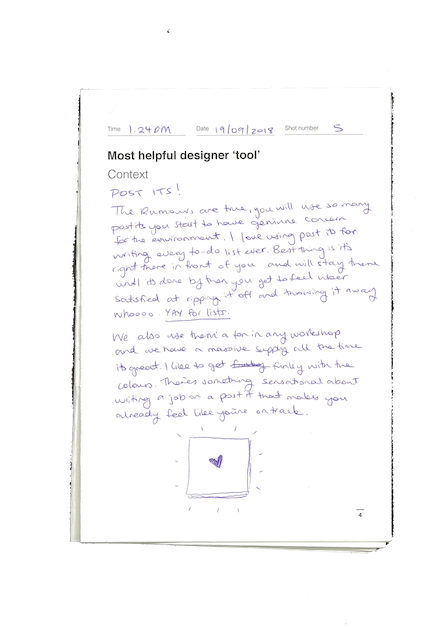 Time 1.24PM Date 19/09/2018 Shot number 5
Most helpful designer 'tool'
Context
POST ITS!
The Rumours are true, you will use so many
post its you start to have genuine concern
for the environment. I love using post its for
writing every to-do list ever. Best thing is its
right there in front of you and will stay there
until its done by then you get to feel uber
satisfied at ripping it off and throwing it away
whoooo. YAY for lists.
We also use them a ton in any workshop
and we have a massive supply all the time
its great. I like to get funky with the
colours. Theres something sensational about
writing a job on a post it that makes you
already feel like you're on track.
4